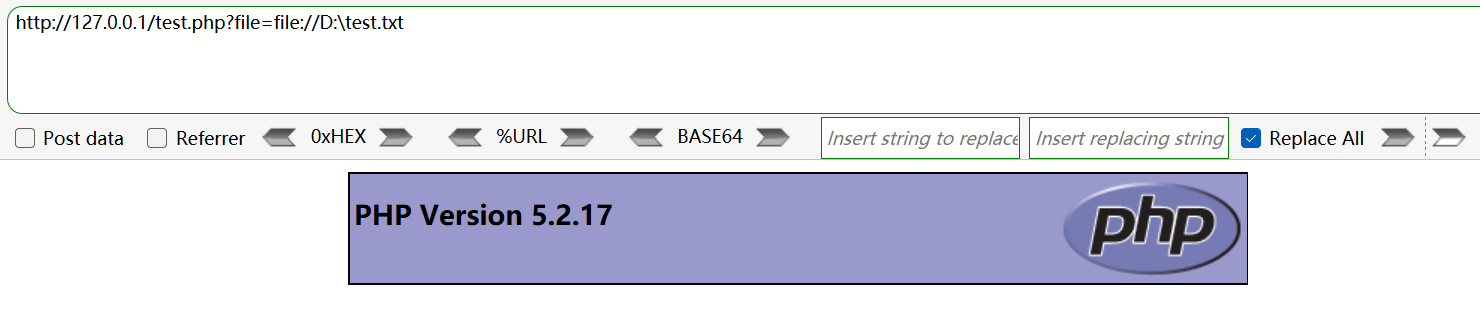 http://127.0.0.1/test.php?file=file://D:\test.txt
Post data Referrer 0xHEX %URL BASE64 Insert string to replace Insert replacing string Replace All
PHP Version 5.2.17 php